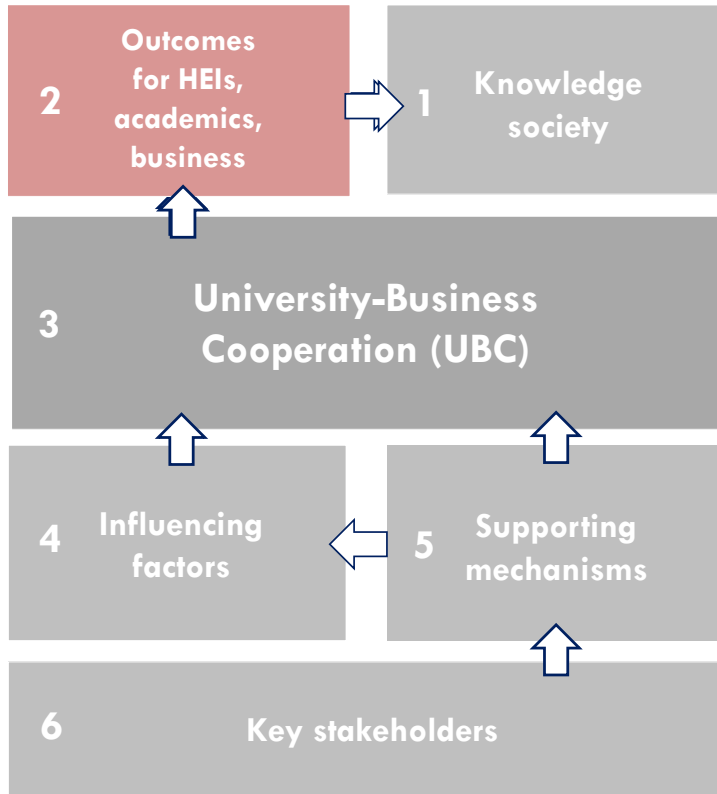 2
Outcomes
for HEIs,
academics,
business
1
Knowledge
society
3
University-Business
Cooperation (UBC)
4
Influencing
factors
5
Supporting
mechanisms
6
Key stakeholders